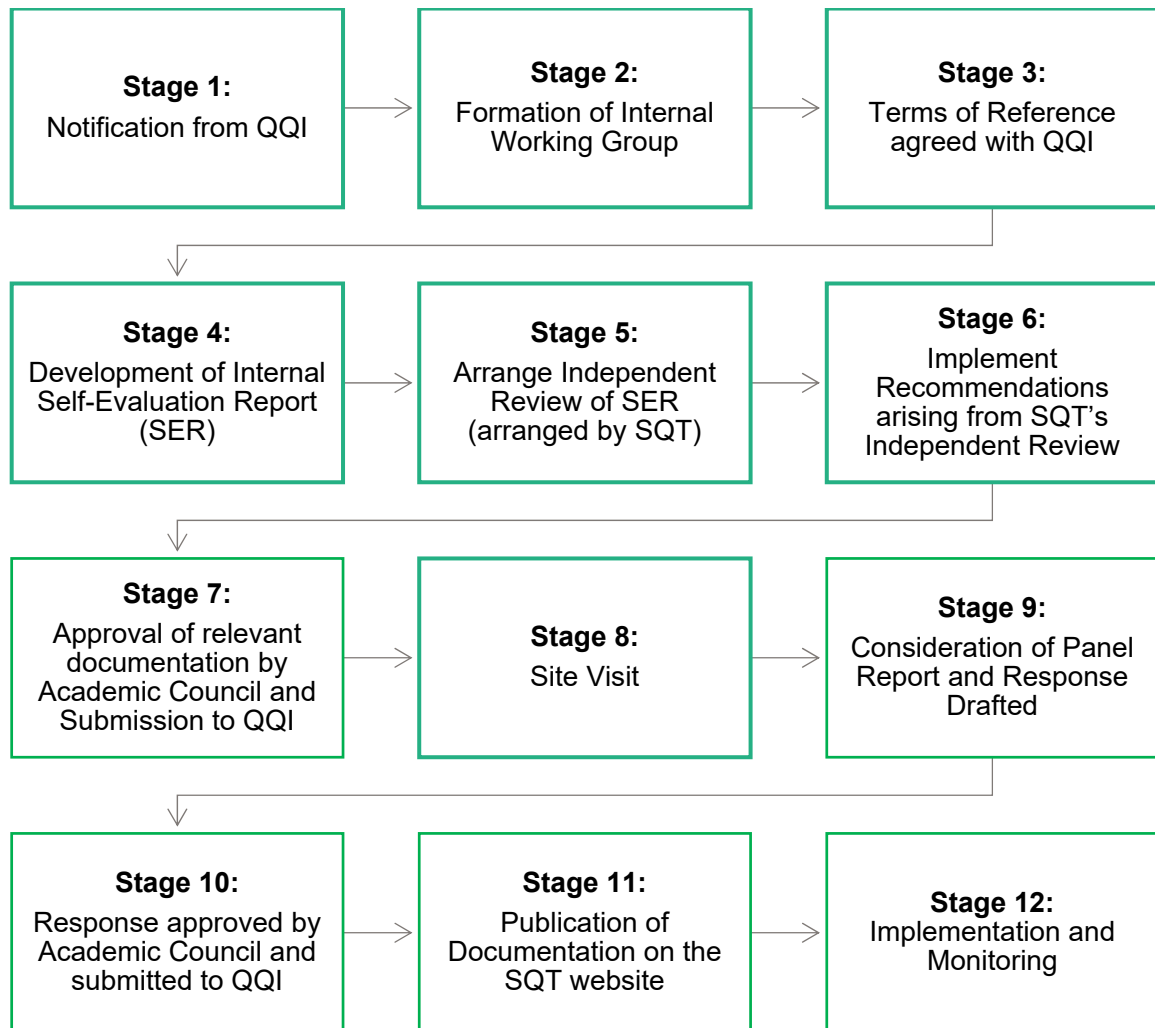 Stage 1:
Notification from QQI
Stage 2:
Formation of Internal
Working Group
Stage 3:
Terms of Reference
agreed with QQI
Stage 4:
Development of Internal
Self-Evaluation Report
(SER)
Stage 5:
Arrange Independent
Review of SER
(arranged by SQT)
Stage 6:
Implement
Recommendations
arising from SQT’s
Independent Review
Stage 7:
Approval of relevant
documentation by
Academic Council and
Submission to QQI
Stage 8:
Site Visit
Stage 9:
Consideration of Panel
Report and Response
Drafted
Stage 10:
Response approved by
Academic Council and
submitted to QQI
Stage 11:
Publication of
Documentation on the
SQT website
Stage 12:
Implementation and
Monitoring